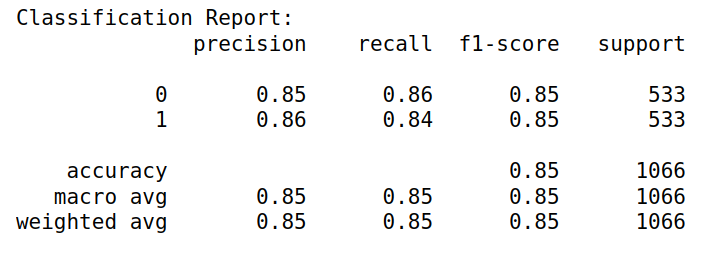 Classification Report:
precision recall f1-score support
0 0.85 0.86 0.85 533
1 0.86 0.84 0.85 533
accuracy 0.85 1066
macro avg 0.85 0.85 0.85 1066
weighted avg 0.85 0.85 0.85 1066